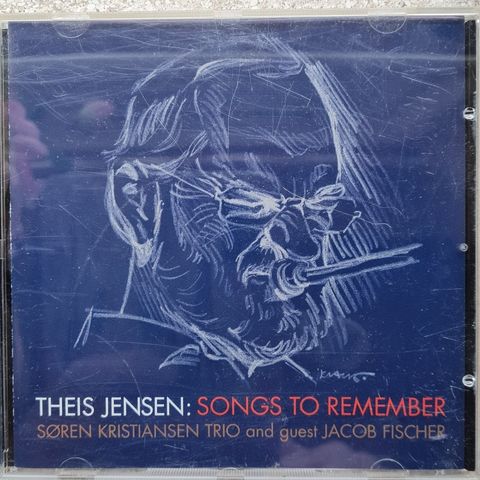 THEIS JENSEN: SONGS TO REMEMBER
SØREN KRISTIANSEN TRIO and guest JACOB FISCHER